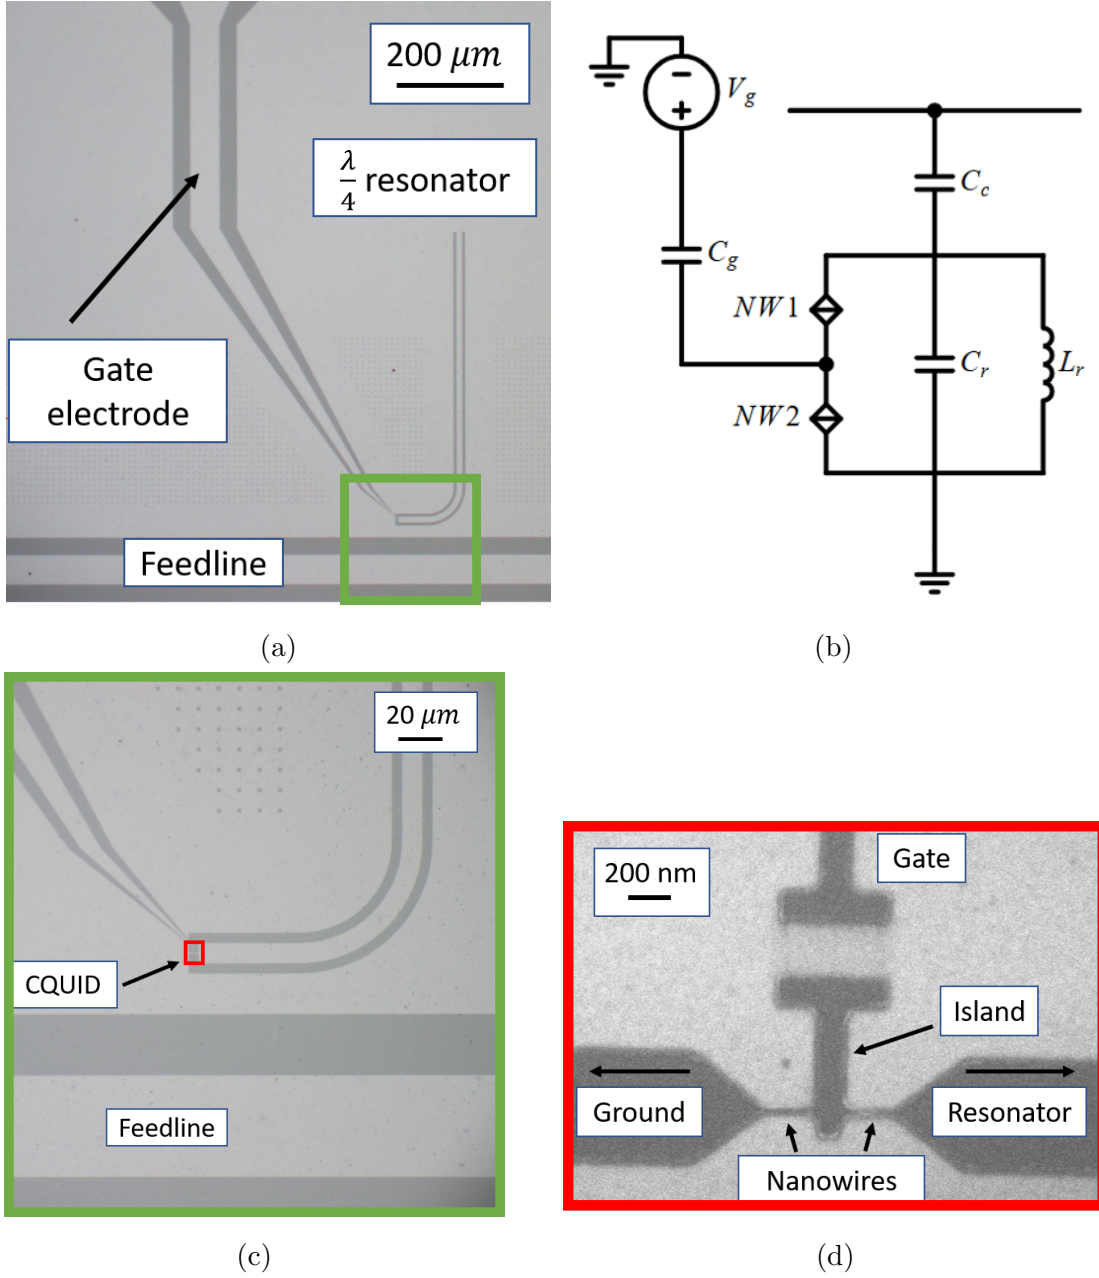 200 μm
λ/4 resonator
Gate
electrode
Feedline
(a)
V_g
C_c
C_g
NW1
C_r
L_r
NW2
(b)
20 μm
CQUID
Feedline
(c)
Gate
200 nm
Island
Ground
Resonator
Nanowires
(d)